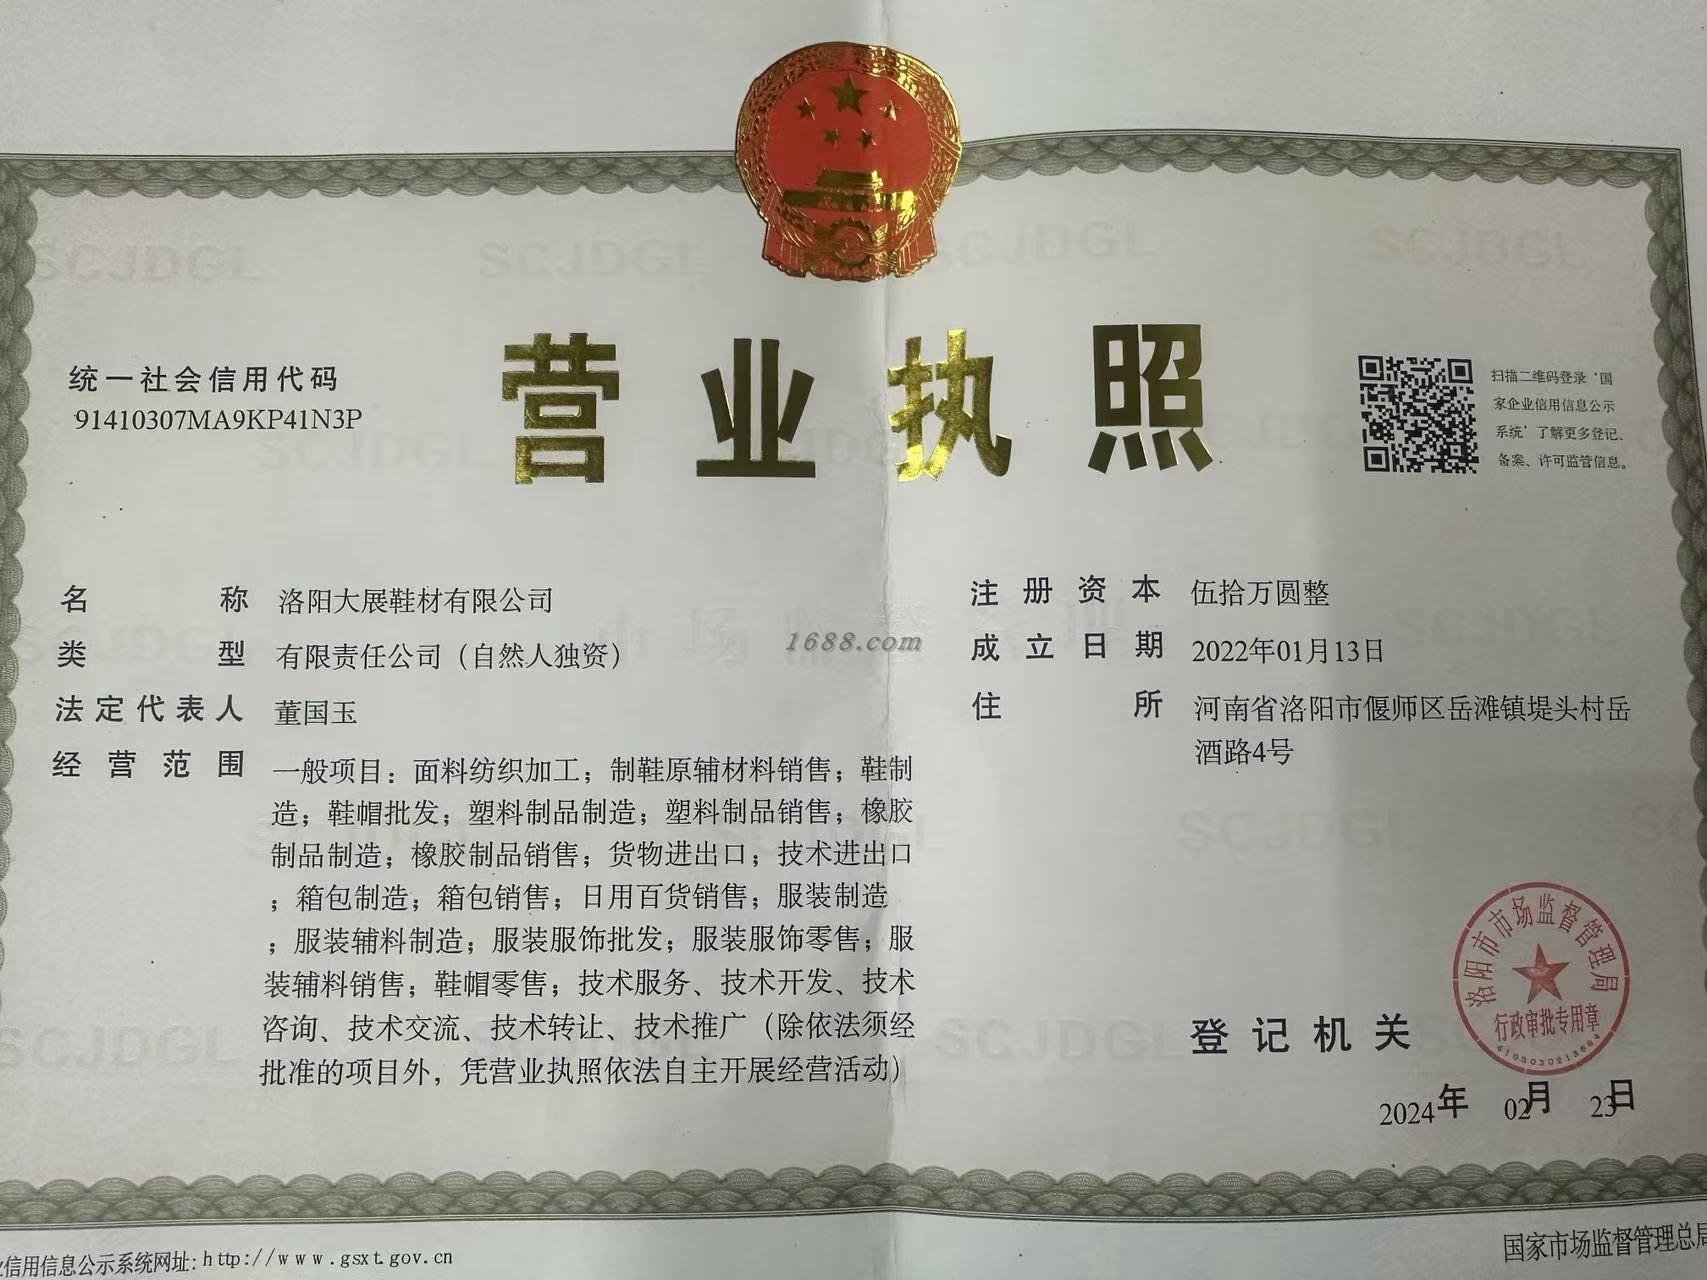 营业执照
统一社会信用代码
91410307MA9KP41N3P
扫描二维码登录‘国
家企业信用信息公示
系统’了解更多登记、
备案、许可监管信息。
名称 洛阳大展鞋材有限公司
类型 有限责任公司（自然人独资）
法定代表人 董国玉
经营范围 一般项目：面料纺织加工；制鞋原辅材料销售；鞋制
造；鞋帽批发；塑料制品制造；塑料制品销售；橡胶
制品制造；橡胶制品销售；货物进出口；技术进出口
；箱包制造；箱包销售；日用百货销售；服装制造
；服装辅料制造；服装服饰批发；服装服饰零售；服
装辅料销售；鞋帽零售；技术服务、技术开发、技术
咨询、技术交流、技术转让、技术推广（除依法须经
批准的项目外，凭营业执照依法自主开展经营活动）
注册资本 伍拾万圆整
成立日期 2022年01月13日
住所 河南省洛阳市偃师区岳滩镇堤头村岳
酒路4号
1688.com
登记机关
洛阳市市场监督管理局
行政审批专用章
4103030213664
2024年 02月 23日
业信用信息公示系统网址: http://www.gsxt.gov.cn
国家市场监督管理总局
SCJDGL